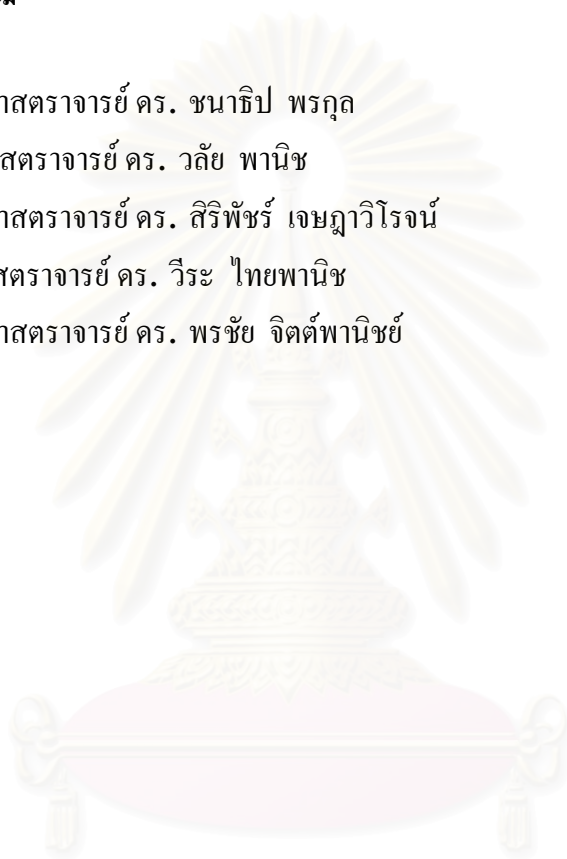 าสตราจารย์ ดร. ชนาธิป พรกุล
สตราจารย์ ดร. วลัย พานิช
าสตราจารย์ ดร. สิริพัชร์ เจษฎาวิโรจน์
สตราจารย์ ดร. วีระ ไทยพานิช
าสตราจารย์ ดร. พรชัย จิตต์พานิชย์